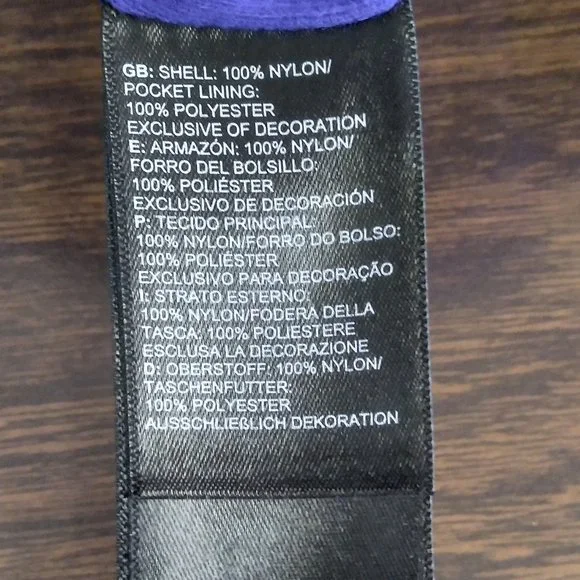 GB: SHELL: 100% NYLON/
POCKET LINING:
100% POLYESTER
EXCLUSIVE OF DECORATION
E: ARMAZÓN: 100% NYLON/
FORRO DEL BOLSILLO:
100% POLIÉSTER
EXCLUSIVO DE DECORACIÓN
P: TECIDO PRINCIPAL:
100% NYLON/FORRO DO BOLSO:
100% POLIÉSTER
EXCLUSIVO PARA DECORAÇÃO
I: STRATO ESTERNO:
100% NYLON/FODERA DELLA
TASCA: 100% POLIESTERE
ESCLUSA LA DECORAZIONE
D: OBERSTOFF: 100% NYLON/
TASCHENFUTTER:
100% POLYESTER
AUSSCHLIEßLICH DEKORATION